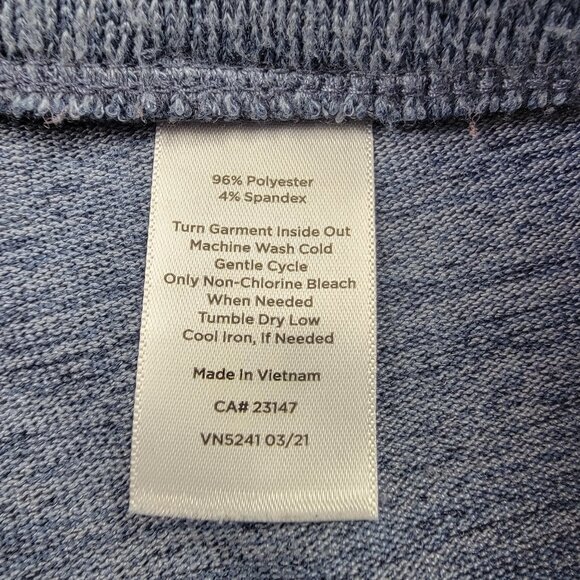 96% Polyester
4% Spandex
Turn Garment Inside Out
Machine Wash Cold
Gentle Cycle
Only Non-Chlorine Bleach
When Needed
Tumble Dry Low
Cool Iron, If Needed
Made In Vietnam
CA# 23147
VN5241 03/21